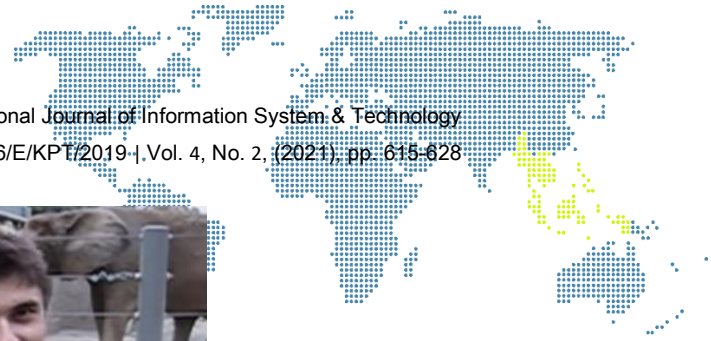 onal Journal of Information System & Technology
6/E/KPT/2019 | Vol. 4, No. 2, (2021), pp. 615-628